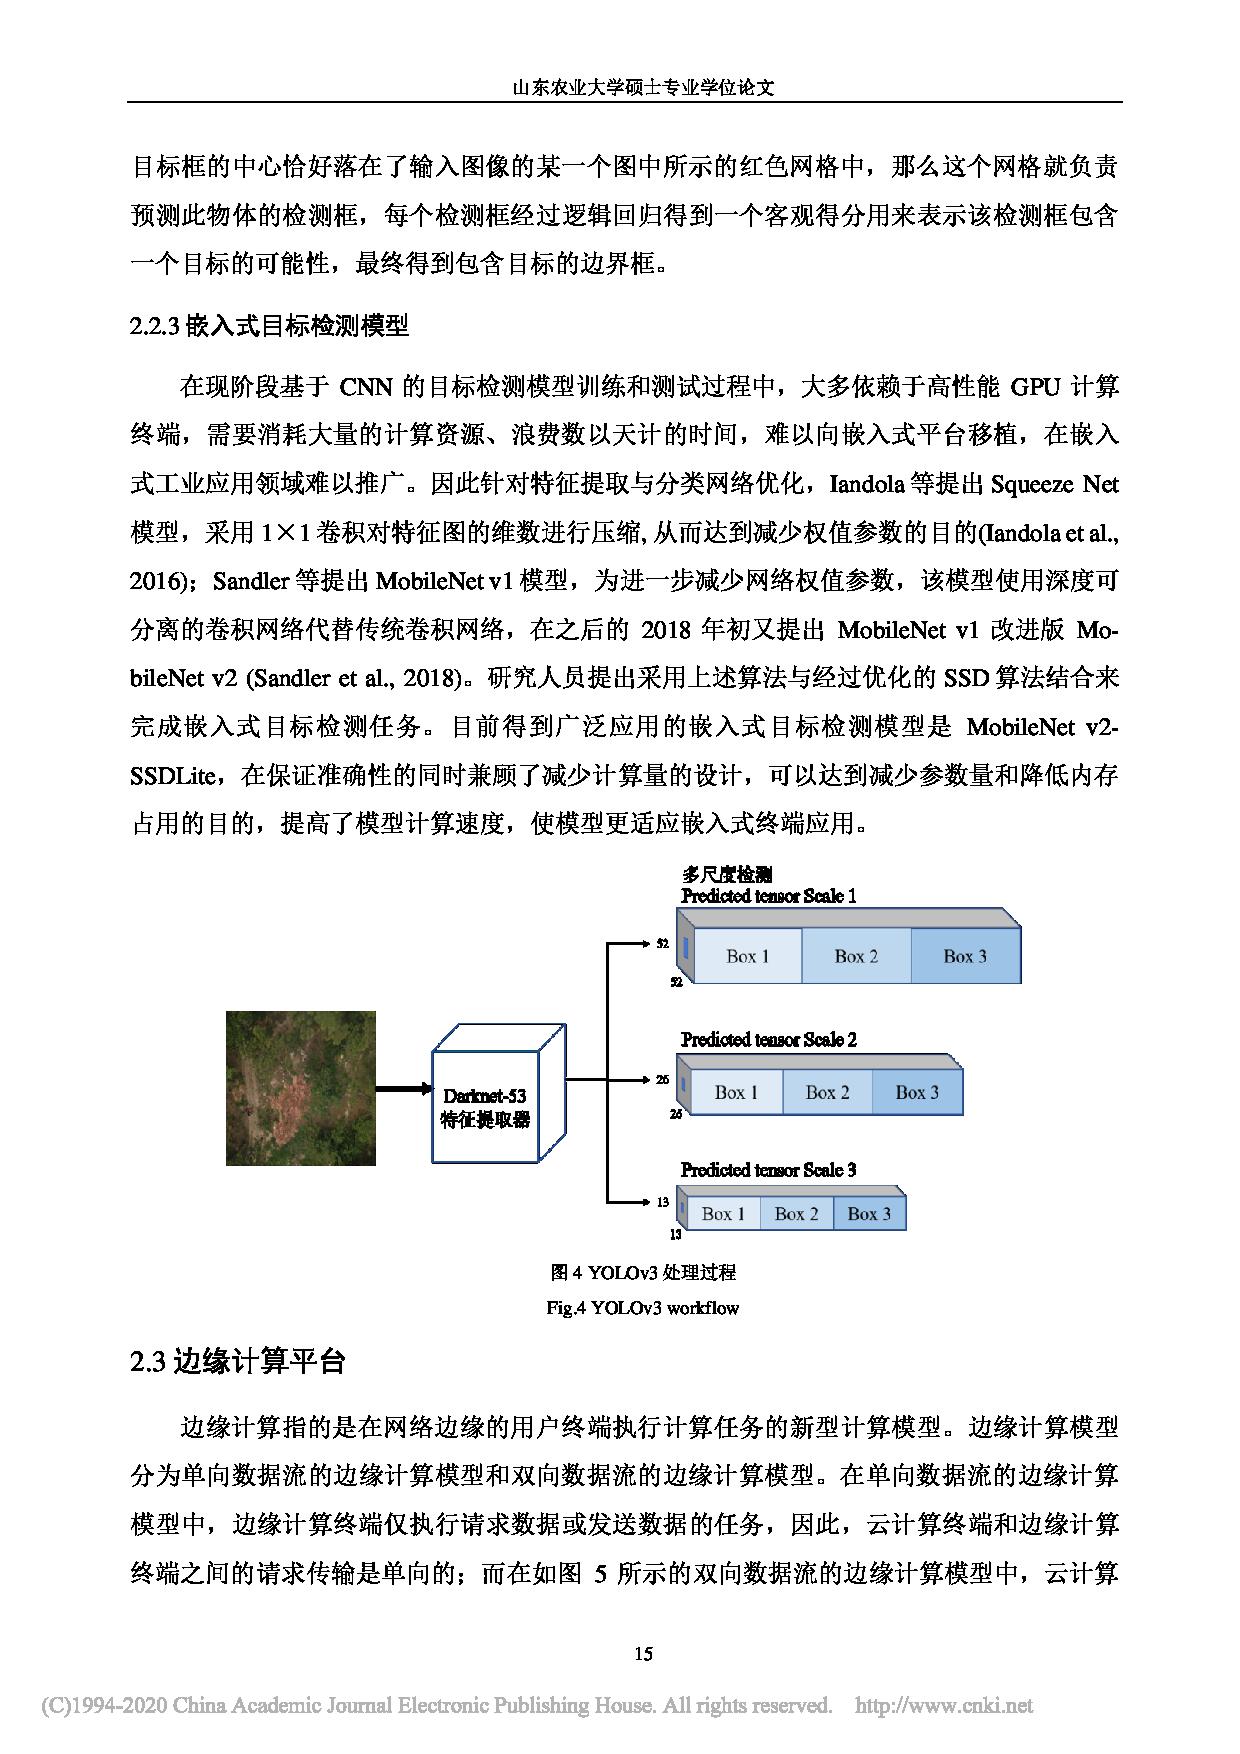 山东农业大学硕士专业学位论文
目标框的中心恰好落在了输入图像的某一个图中所示的红色网格中，那么这个网格就负责
预测此物体的检测框，每个检测框经过逻辑回归得到一个客观得分用来表示该检测框包含
一个目标的可能性，最终得到包含目标的边界框。
2.2.3 嵌入式目标检测模型
在现阶段基于 CNN 的目标检测模型训练和测试过程中，大多依赖于高性能 GPU 计算
终端，需要消耗大量的计算资源、浪费数以天计的时间，难以向嵌入式平台移植，在嵌入
式工业应用领域难以推广。因此针对特征提取与分类网络优化，Iandola 等提出 Squeeze Net
模型，采用 1×1 卷积对特征图的维数进行压缩, 从而达到减少权值参数的目的(Iandola et al.,
2016)；Sandler 等提出 MobileNet v1 模型，为进一步减少网络权值参数，该模型使用深度可
分离的卷积网络代替传统卷积网络，在之后的 2018 年初又提出 MobileNet v1 改进版 Mo-
bileNet v2 (Sandler et al., 2018)。研究人员提出采用上述算法与经过优化的 SSD 算法结合来
完成嵌入式目标检测任务。目前得到广泛应用的嵌入式目标检测模型是 MobileNet v2-
SSDLite，在保证准确性的同时兼顾了减少计算量的设计，可以达到减少参数量和降低内存
占用的目的，提高了模型计算速度，使模型更适应嵌入式终端应用。
多尺度检测
Predicted tensor Scale 1
52
Box 1 Box 2 Box 3
52
Predicted tensor Scale 2
26
Box 1 Box 2 Box 3
26
Darknet-53
特征提取器
Predicted tensor Scale 3
13
Box 1 Box 2 Box 3
13
图 4 YOLOv3 处理过程
Fig.4 YOLOv3 workflow
2.3 边缘计算平台
边缘计算指的是在网络边缘的用户终端执行计算任务的新型计算模型。边缘计算模型
分为单向数据流的边缘计算模型和双向数据流的边缘计算模型。在单向数据流的边缘计算
模型中，边缘计算终端仅执行请求数据或发送数据的任务，因此，云计算终端和边缘计算
终端之间的请求传输是单向的；而在如图 5 所示的双向数据流的边缘计算模型中，云计算
15
(C)1994-2020 China Academic Journal Electronic Publishing House. All rights reserved. http://www.cnki.net